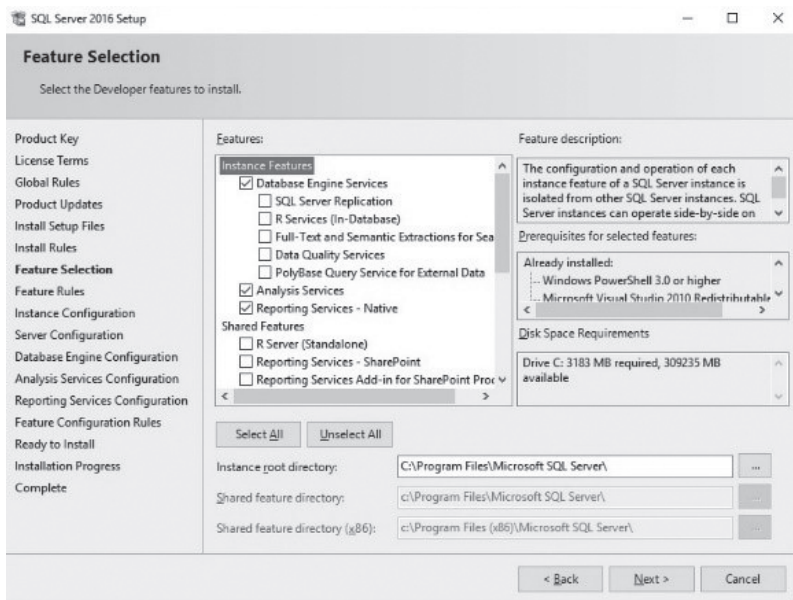 SQL Server 2016 Setup
Feature Selection
Select the Developer features to install.
Product Key
License Terms
Global Rules
Product Updates
Install Setup Files
Install Rules
Feature Selection
Feature Rules
Instance Configuration
Server Configuration
Database Engine Configuration
Analysis Services Configuration
Reporting Services Configuration
Feature Configuration Rules
Ready to Install
Installation Progress
Complete
Features:
Instance Features
Database Engine Services
SQL Server Replication
R Services (In-Database)
Full-Text and Semantic Extractions for Sea
Data Quality Services
PolyBase Query Service for External Data
Analysis Services
Reporting Services - Native
Shared Features
R Server (Standalone)
Reporting Services - SharePoint
Reporting Services Add-in for SharePoint Proc
Select All
Unselect All
Feature description:
The configuration and operation of each
instance feature of a SQL Server instance is
isolated from other SQL Server instances. SQL
Server instances can operate side-by-side on
Prerequisites for selected features:
Already installed:
Windows PowerShell 3.0 or higher
Microsoft Visual Studio 2010 Redistributable
Disk Space Requirements
Drive C: 3183 MB required, 309235 MB
available
Instance root directory:
C:\Program Files\Microsoft SQL Server\
...
Shared feature directory:
c:\Program Files\Microsoft SQL Server\
...
Shared feature directory (x86):
c:\Program Files (x86)\Microsoft SQL Server\
...
< Back
Next >
Cancel